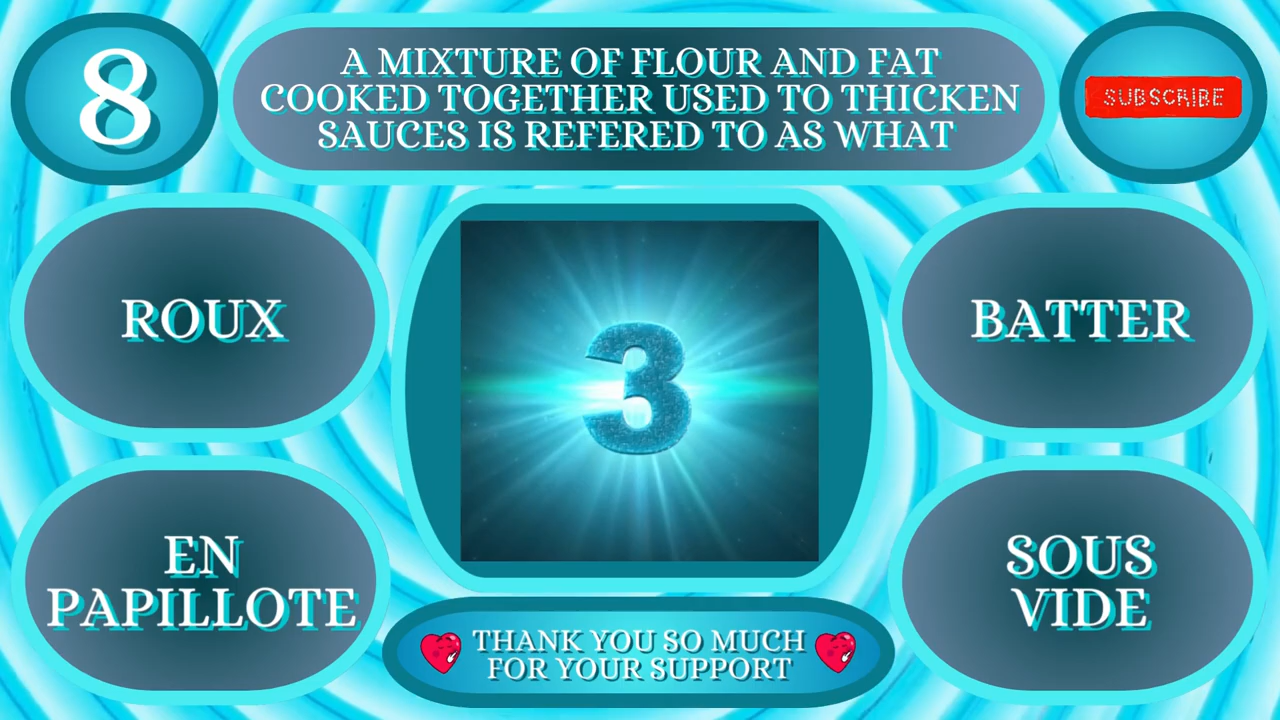 8
A MIXTURE OF FLOUR AND FAT
COOKED TOGETHER USED TO THICKEN
SAUCES IS REFERED TO AS WHAT
SUBSCRIBE
ROUX
3
BATTER
EN
PAPILLOTE
SOUS
VIDE
THANK YOU SO MUCH
FOR YOUR SUPPORT